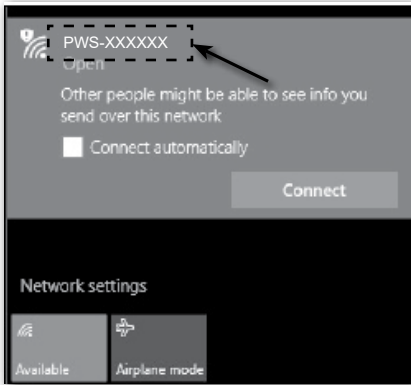 PWS-XXXXXX
Open
Other people might be able to see info you
send over this network
Connect automatically
Connect
Network settings
Available
Airplane mode